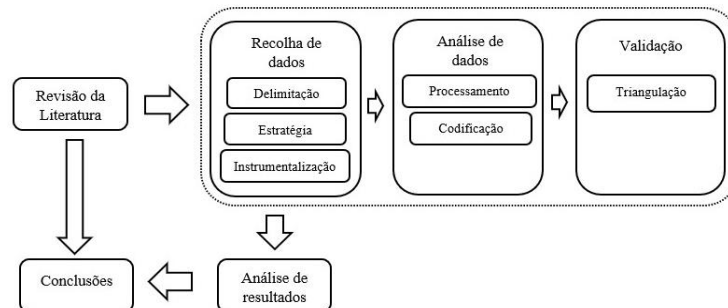 Revisão da
Literatura
Recolha de
dados
Delimitação
Estratégia
Instrumentalização
Análise de
dados
Processamento
Codificação
Validação
Triangulação
Conclusões
Análise de
resultados